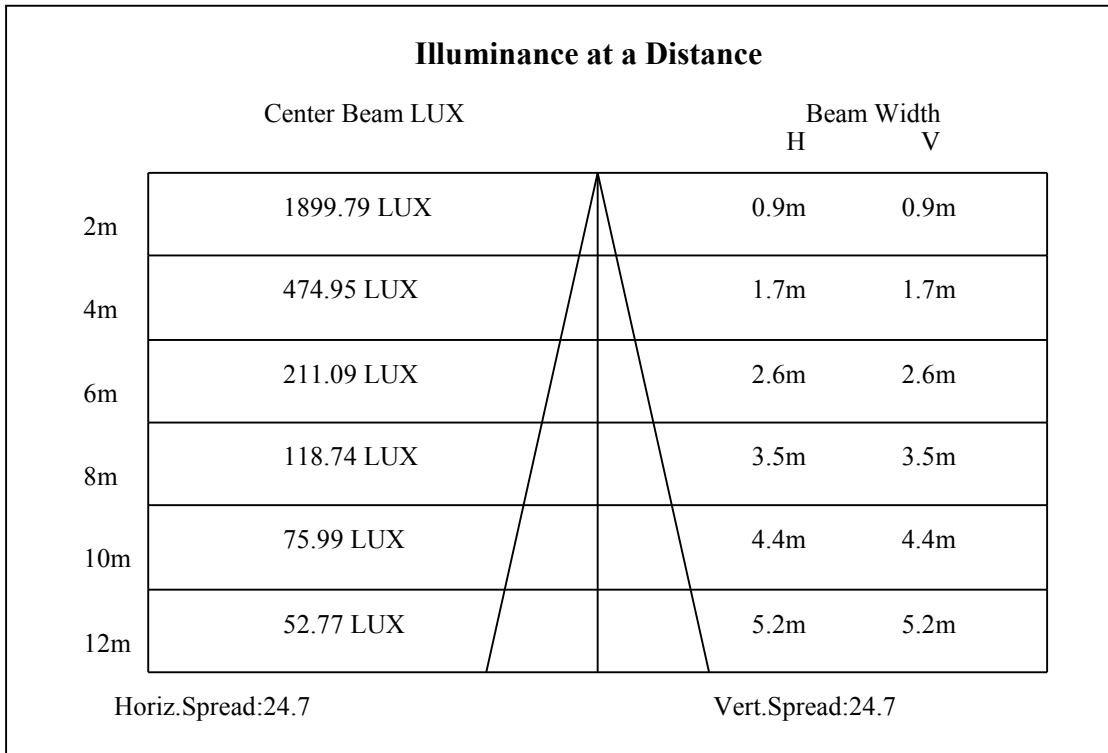 Illuminance at a Distance
Center Beam LUX Beam Width
H V
2m 1899.79 LUX 0.9m 0.9m
4m 474.95 LUX 1.7m 1.7m
6m 211.09 LUX 2.6m 2.6m
8m 118.74 LUX 3.5m 3.5m
10m 75.99 LUX 4.4m 4.4m
12m 52.77 LUX 5.2m 5.2m
Horiz.Spread:24.7 Vert.Spread:24.7